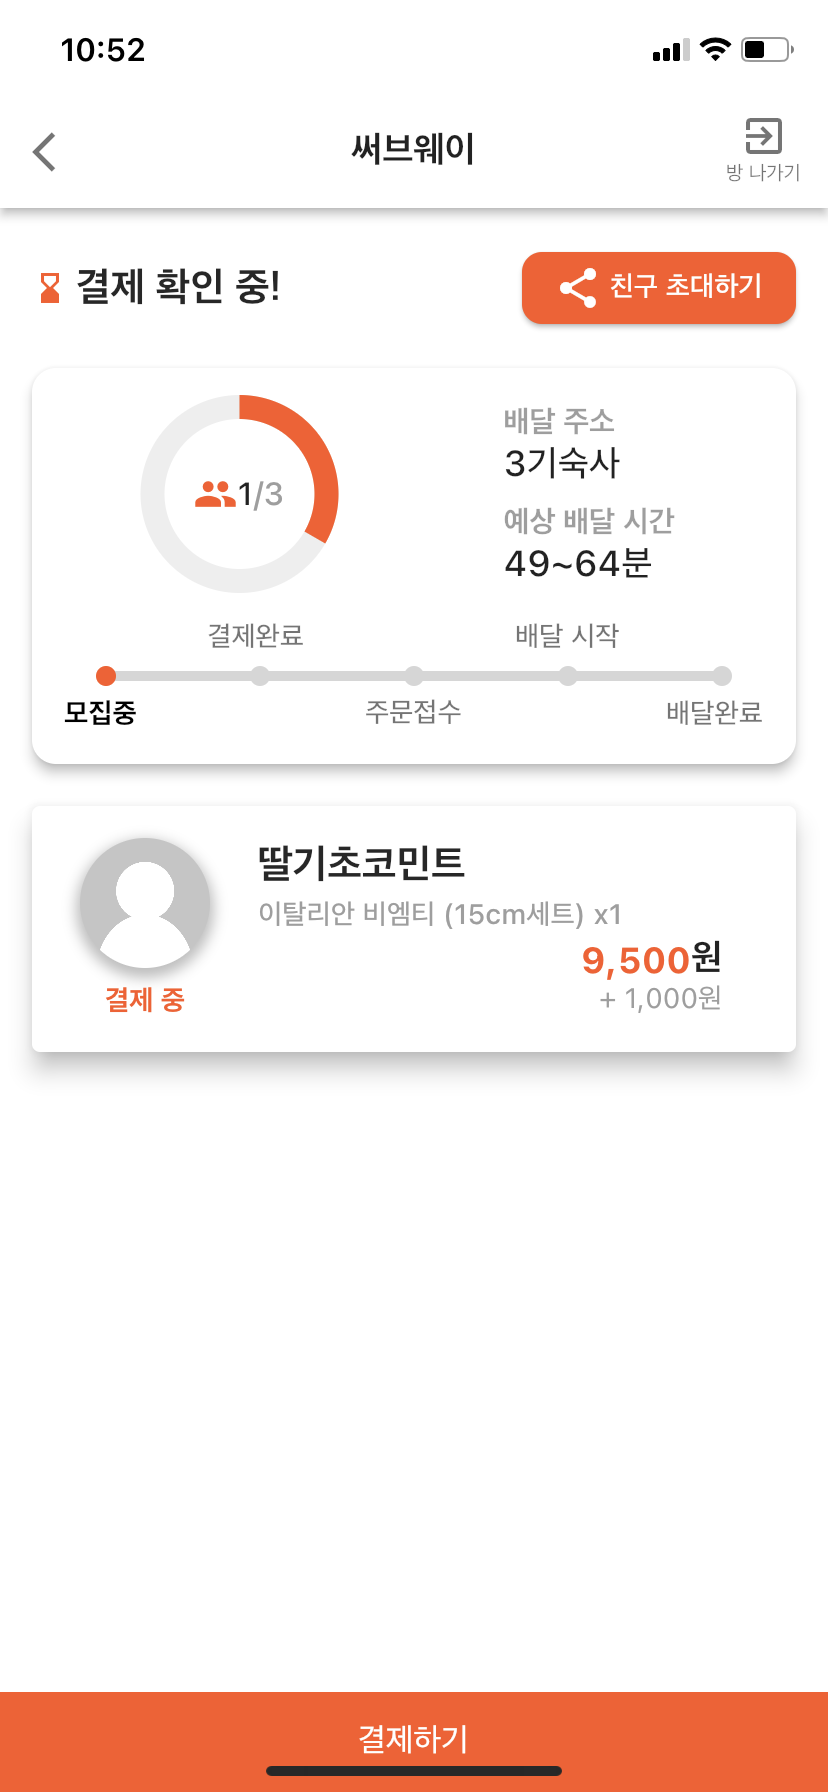 10:52
써브웨이
방 나가기
결제 확인 중!
친구 초대하기
1/3
배달 주소
3기숙사
예상 배달 시간
49~64분
결제완료
배달 시작
모집중
주문접수
배달완료
딸기초코민트
이탈리안 비엠티 (15cm세트) x1
9,500원
+ 1,000원
결제 중
결제하기